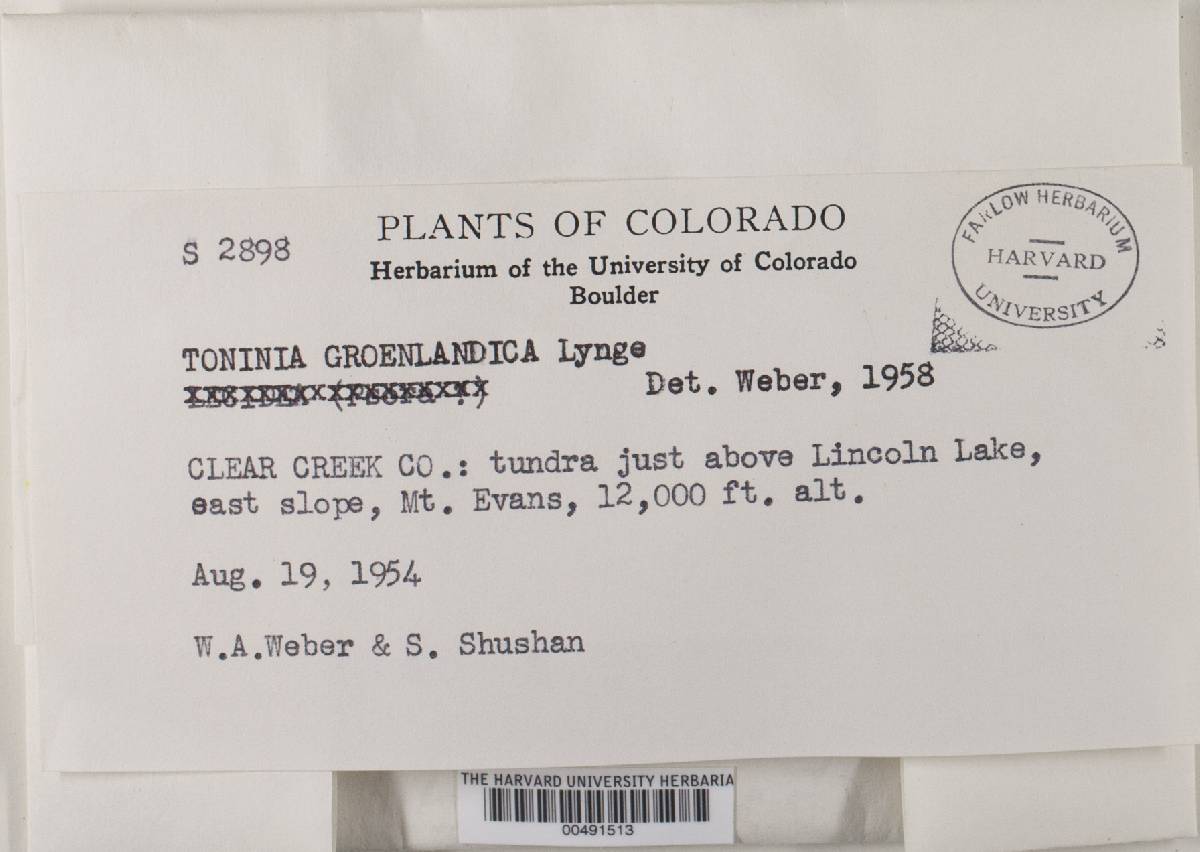 S 2898
PLANTS OF COLORADO
Herbarium of the University of Colorado
Boulder
FARLOW HERBARIUM
HARVARD
UNIVERSITY
TONINIA GROENLANDICA Lynge
Det. Weber, 1958
CLEAR CREEK CO.: tundra just above Lincoln Lake,
east slope, Mt. Evans, 12,000 ft. alt.
Aug. 19, 1954
W.A.Weber & S. Shushan
THE HARVARD UNIVERSITY HERBARIA
00491513